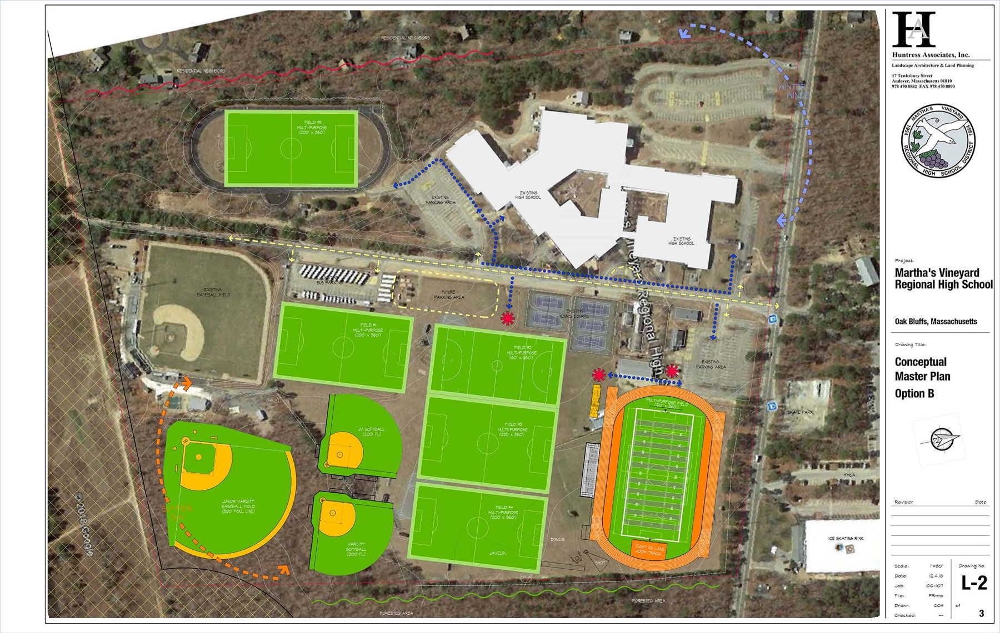 RESIDENTIAL NEIGHBORS
RESIDENTIAL NEIGHBORS
WINTER
WINDS
FIELD #5
MULTI-PURPOSE
(200' x 360')
EXISTING
PARKING AREA
EXISTING
HIGH SCHOOL
EXISTING
HIGH SCHOOL
EXISTING
BASEBALL FIELD
BUS PARKING
FUTURE
PARKING AREA
EXISTING
TENNIS COURTS
Regional High
FIELD #1
MULTI-PURPOSE
(200' x 360')
FIELD #2
MULTI-PURPOSE
(180' x 360')
EXISTING
PARKING AREA
MULTI-PURPOSE FIELD
(210' x 360')
SKATE PARK
JV SOFTBALL
(200' FL)
FIELD #3
MULTI-PURPOSE
(225' x 360')
YMCA
JUNIOR VARSITY
BASEBALL FIELD
(300' FOUL LINE)
SUMMER
SUN
FIELD #4
MULTI-PURPOSE
(200' x 360')
VARSITY
SOFTBALL
(200' FL)
JAVELIN
DISCUS
SHOT
EIGHT (8) LANE
400M TRACK
ICE SKATING RINK
© 2018 Google
FORESTED AREA
FORESTED AREA
HA
Huntress Associates, Inc.
Landscape Architecture & Land Planning
17 Tewksbury Street
Andover, Massachusetts 01810
978 470 8882 FAX 978 470 8890
MARTHA'S VINEYARD
1954 REGIONAL HIGH SCHOOL DISTRICT 1954
Project:
Martha's Vineyard
Regional High School
Oak Bluffs, Massachusetts
Drawing Title:
Conceptual
Master Plan
Option B
Revision Date
Scale: 1"=80'
Date: 12.4.18
Job: 00-107
File: PR-mp
Drawn: CCH
Checked: --
Drawing No.
L-2
of
3